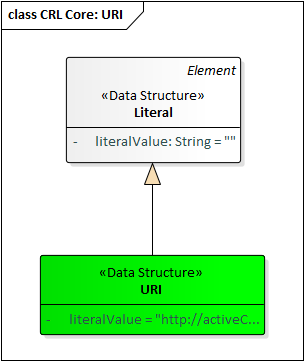 class CRL Core: URI
Element
«Data Structure»
Literal
- literalValue: String = ""
«Data Structure»
URI
- literalValue = "http://activeC...